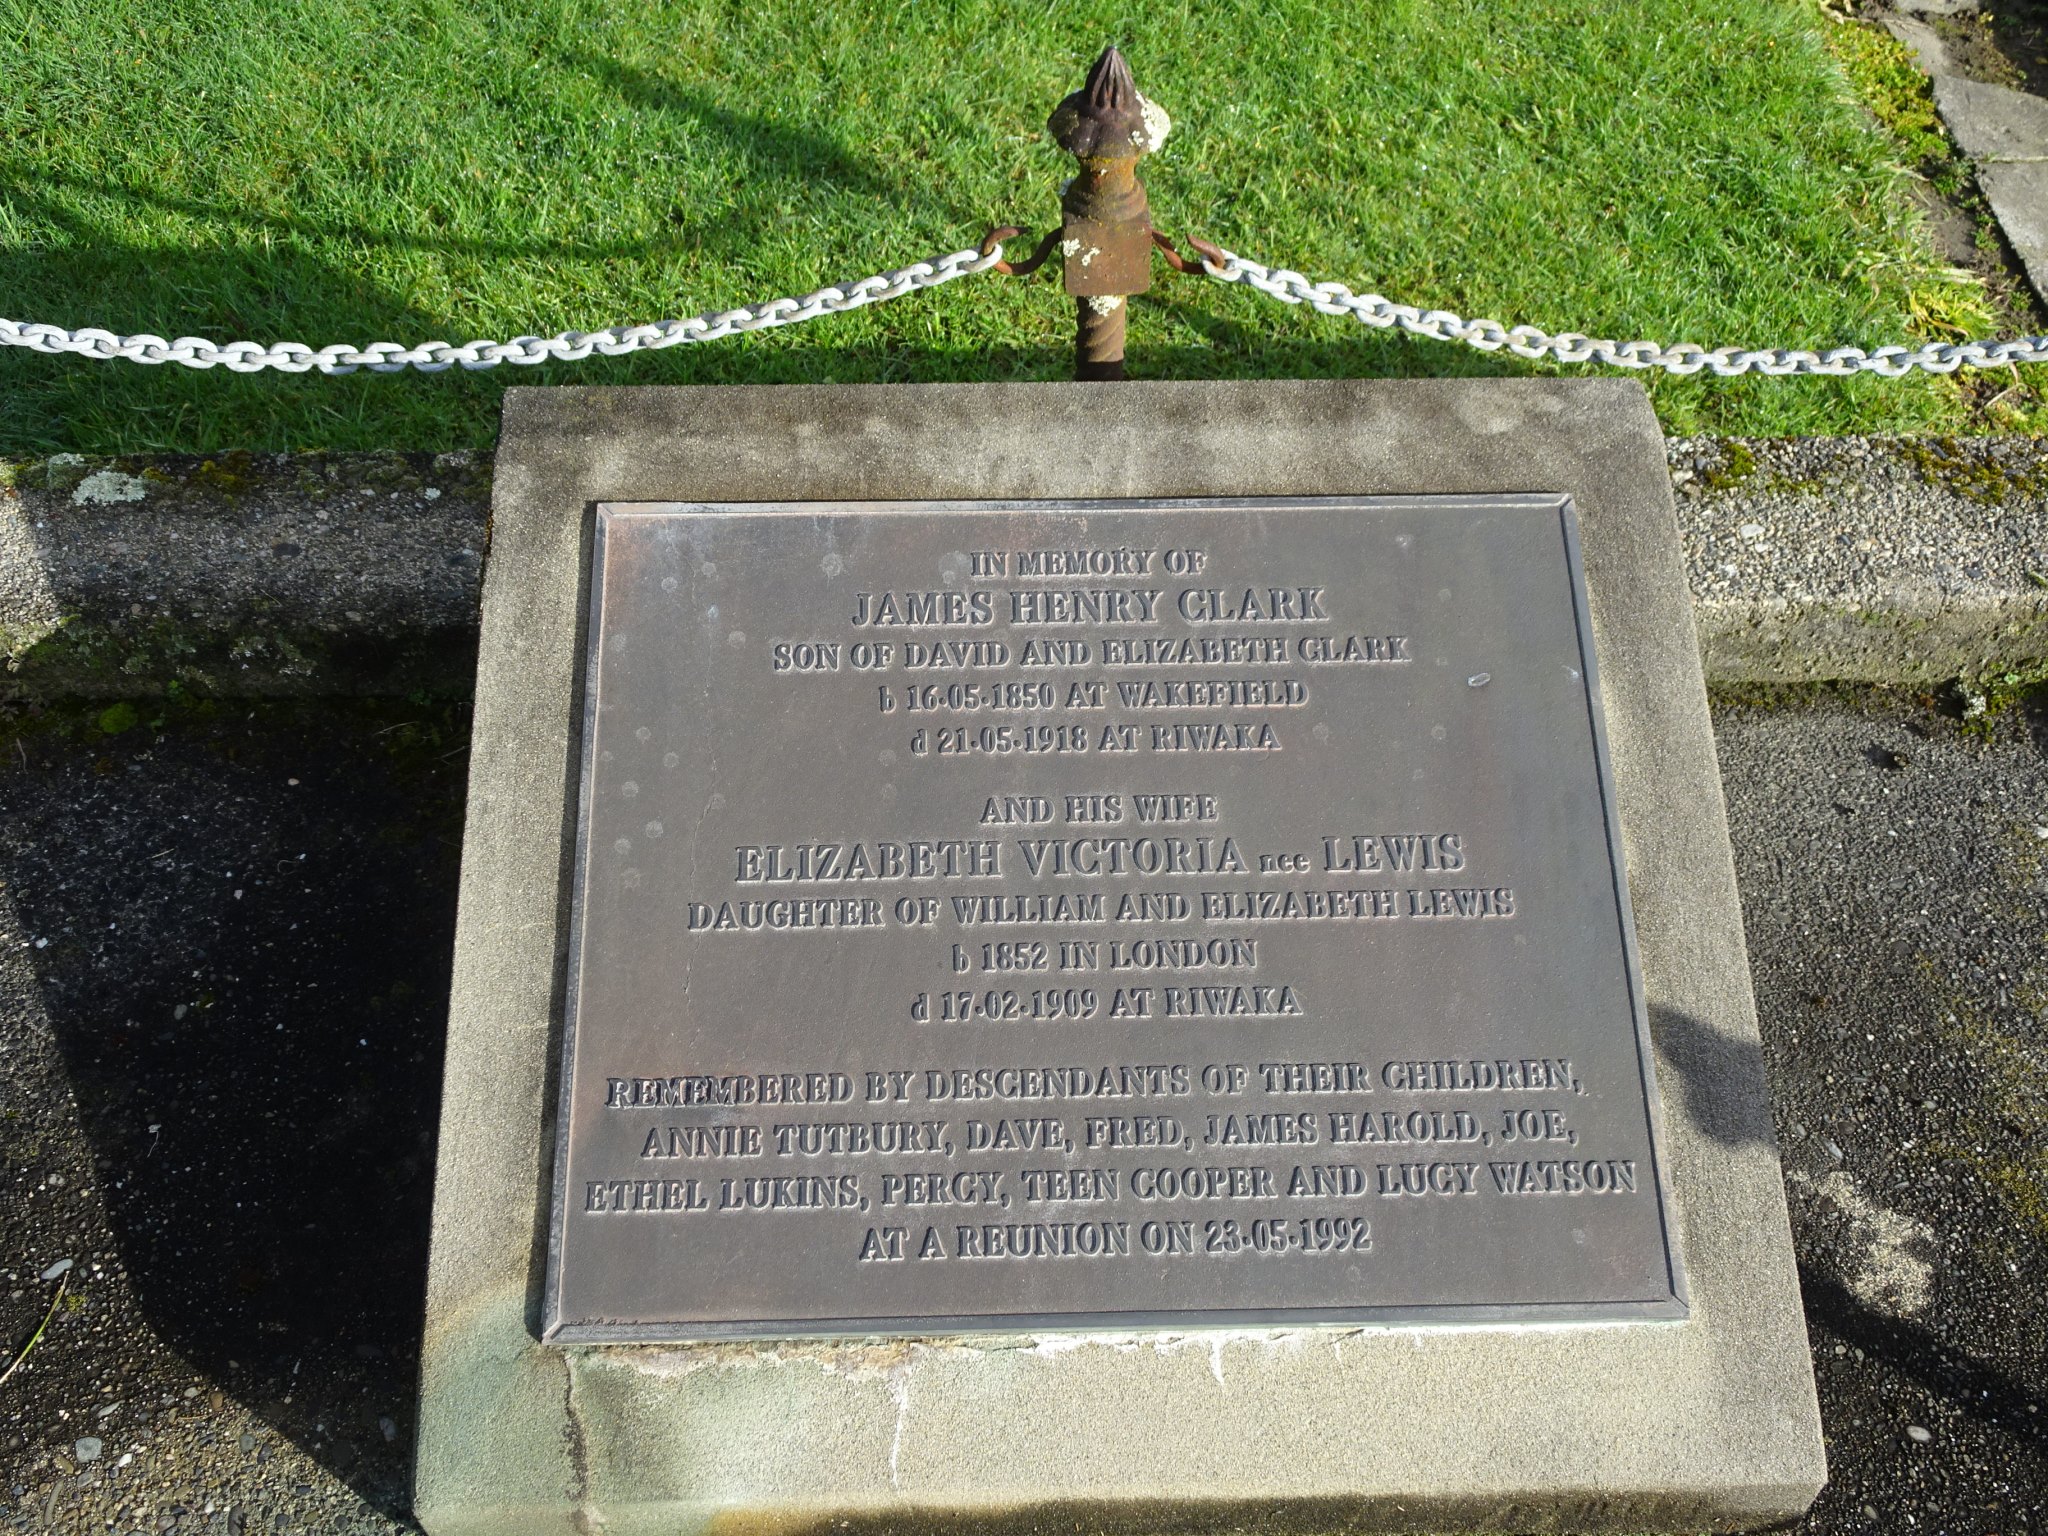 IN MEMORY OF
JAMES HENRY CLARK
SON OF DAVID AND ELIZABETH CLARK
b 16·05·1850 AT WAKEFIELD
d 21·05·1918 AT RIWAKA
AND HIS WIFE
ELIZABETH VICTORIA nee LEWIS
DAUGHTER OF WILLIAM AND ELIZABETH LEWIS
b 1852 IN LONDON
d 17·02·1909 AT RIWAKA
REMEMBERED BY DESCENDANTS OF THEIR CHILDREN,
ANNIE TUTBURY, DAVE, FRED, JAMES HAROLD, JOE,
ETHEL LUKINS, PERCY, TEEN COOPER AND LUCY WATSON
AT A REUNION ON 23·05·1992